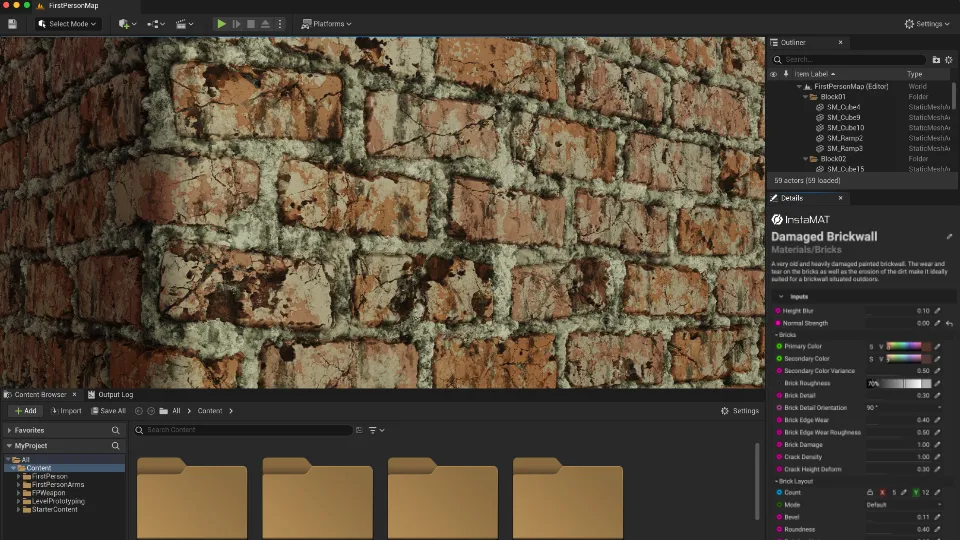 FirstPersonMap
Select Mode
Platforms
Settings
Outliner
Search...
Item Label
Type
FirstPersonMap (Editor)
World
Block01
Folder
SM_Cube4
StaticMeshA
SM_Cube9
StaticMeshA
SM_Cube10
StaticMeshA
SM_Ramp2
StaticMeshA
SM_Ramp3
StaticMeshA
Block02
Folder
SM_Cube15
StaticMeshA
59 actors (59 loaded)
Details
InstaMAT
Damaged Brickwall
Materials/Bricks
A very old and heavily damaged painted brickwall. The wear and
tear on the bricks as well as the erosion of the dirt make it ideally
suited for a brickwall situated outdoors.
Inputs
Height Blur
0.10
Normal Strength
0.00
Bricks
Primary Color
S V
Secondary Color
S V
Secondary Color Variance
0.50
Brick Roughness
70%
Brick Detail
0.30
Brick Detail Orientation
90 °
Brick Edge Wear
0.40
Brick Edge Wear Roughness
0.50
Brick Damage
1.00
Crack Density
1.00
Crack Height Deform
0.30
Brick Layout
Count
X 5
Y 12
Mode
Default
Bevel
0.11
Roundness
0.40
Content Browser
Output Log
Add
Import
Save All
All
Content
Settings
Favorites
Search Content
MyProject
All
Content
FirstPerson
FirstPersonArms
FPWeapon
LevelPrototyping
StarterContent